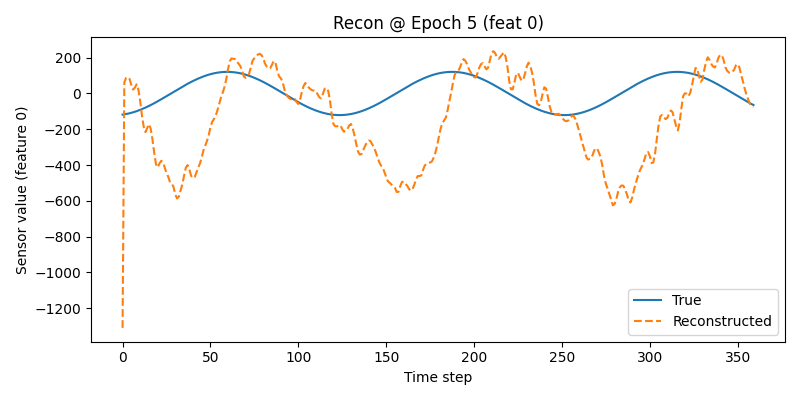 Recon @ Epoch 5 (feat 0)
Sensor value (feature 0)
200
0
−200
−400
−600
−800
−1000
−1200
True
Reconstructed
0 50 100 150 200 250 300 350
Time step